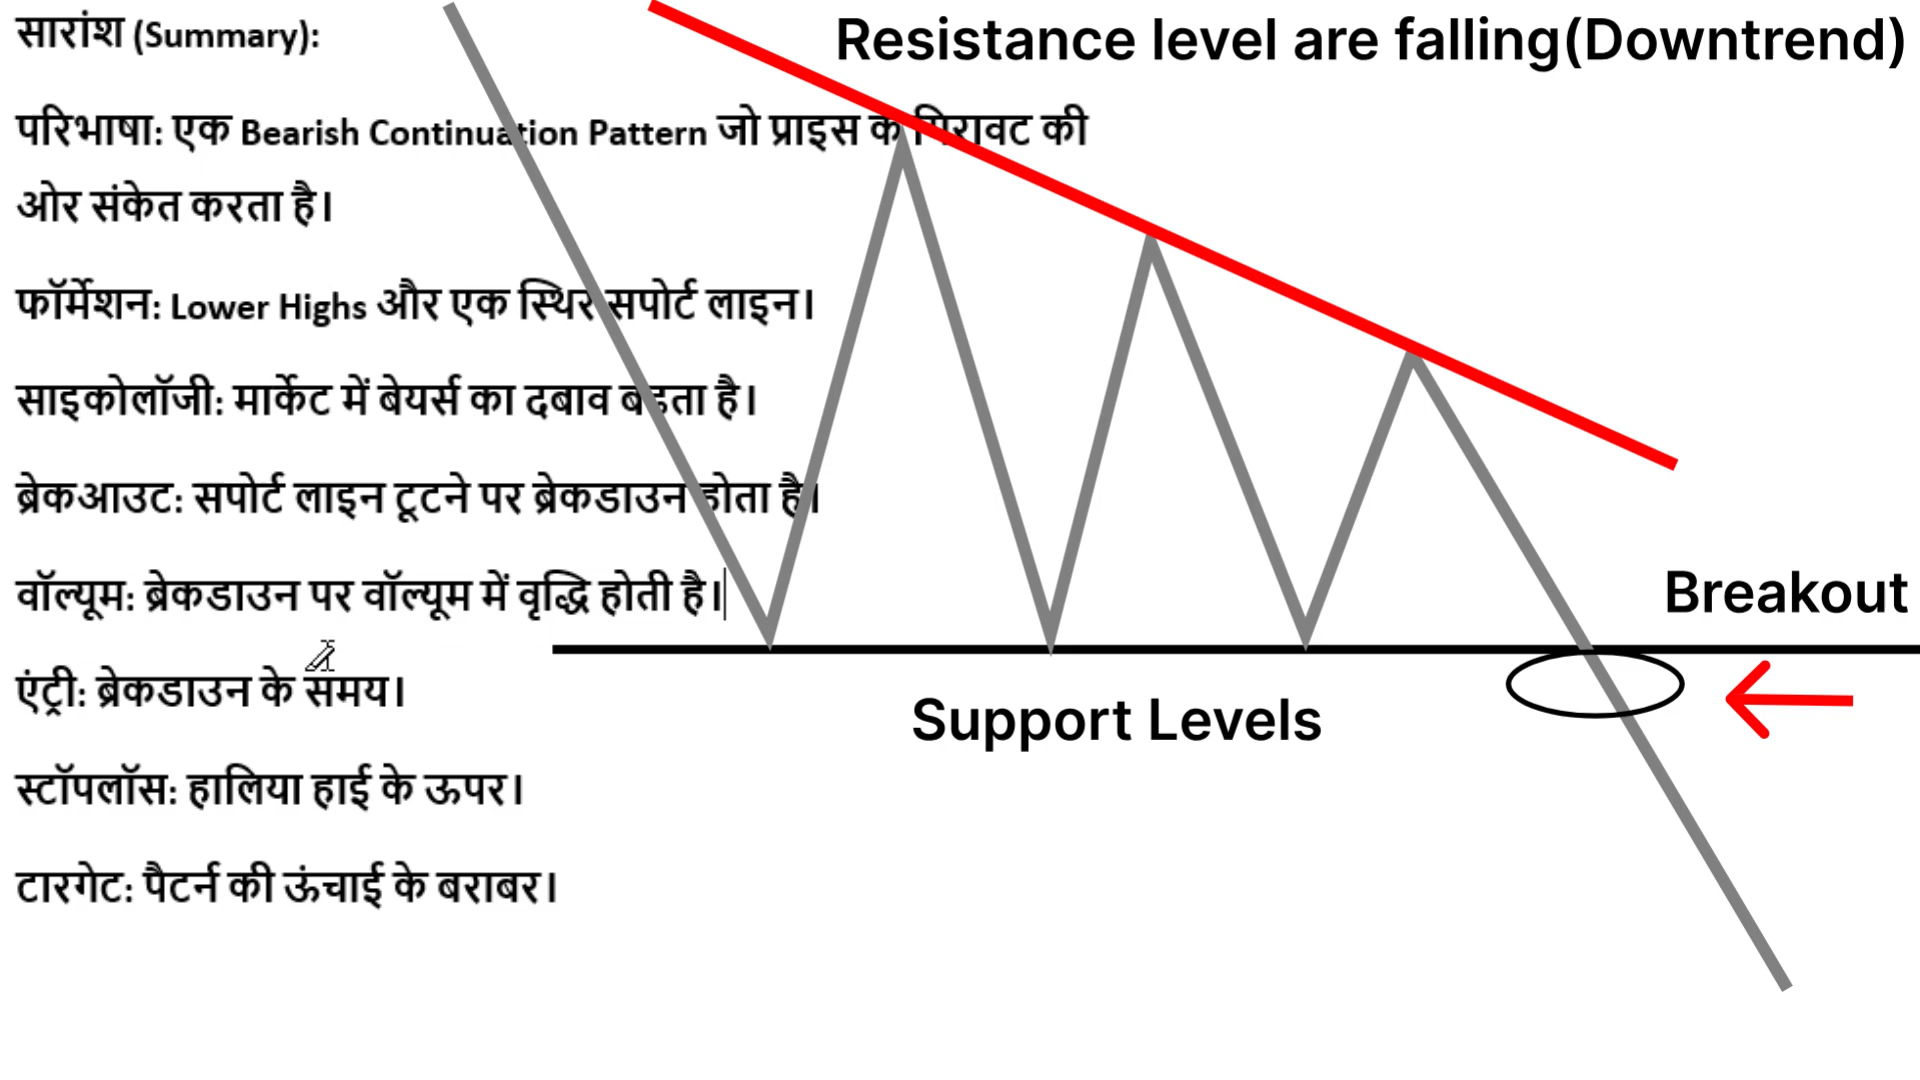 सारांश (Summary):
Resistance level are falling(Downtrend)
परिभाषा: एक Bearish Continuation Pattern जो प्राइस के गिरावट की
ओर संकेत करता है।
फॉर्मेशन: Lower Highs और एक स्थिर सपोर्ट लाइन।
साइकोलॉजी: मार्केट में बेयर्स का दबाव बढ़ता है।
ब्रेकआउट: सपोर्ट लाइन टूटने पर ब्रेकडाउन होता है।
वॉल्यूम: ब्रेकडाउन पर वॉल्यूम में वृद्धि होती है।
Breakout
एंट्री: ब्रेकडाउन के समय।
Support Levels
स्टॉपलॉस: हालिया हाई के ऊपर।
टारगेट: पैटर्न की ऊंचाई के बराबर।